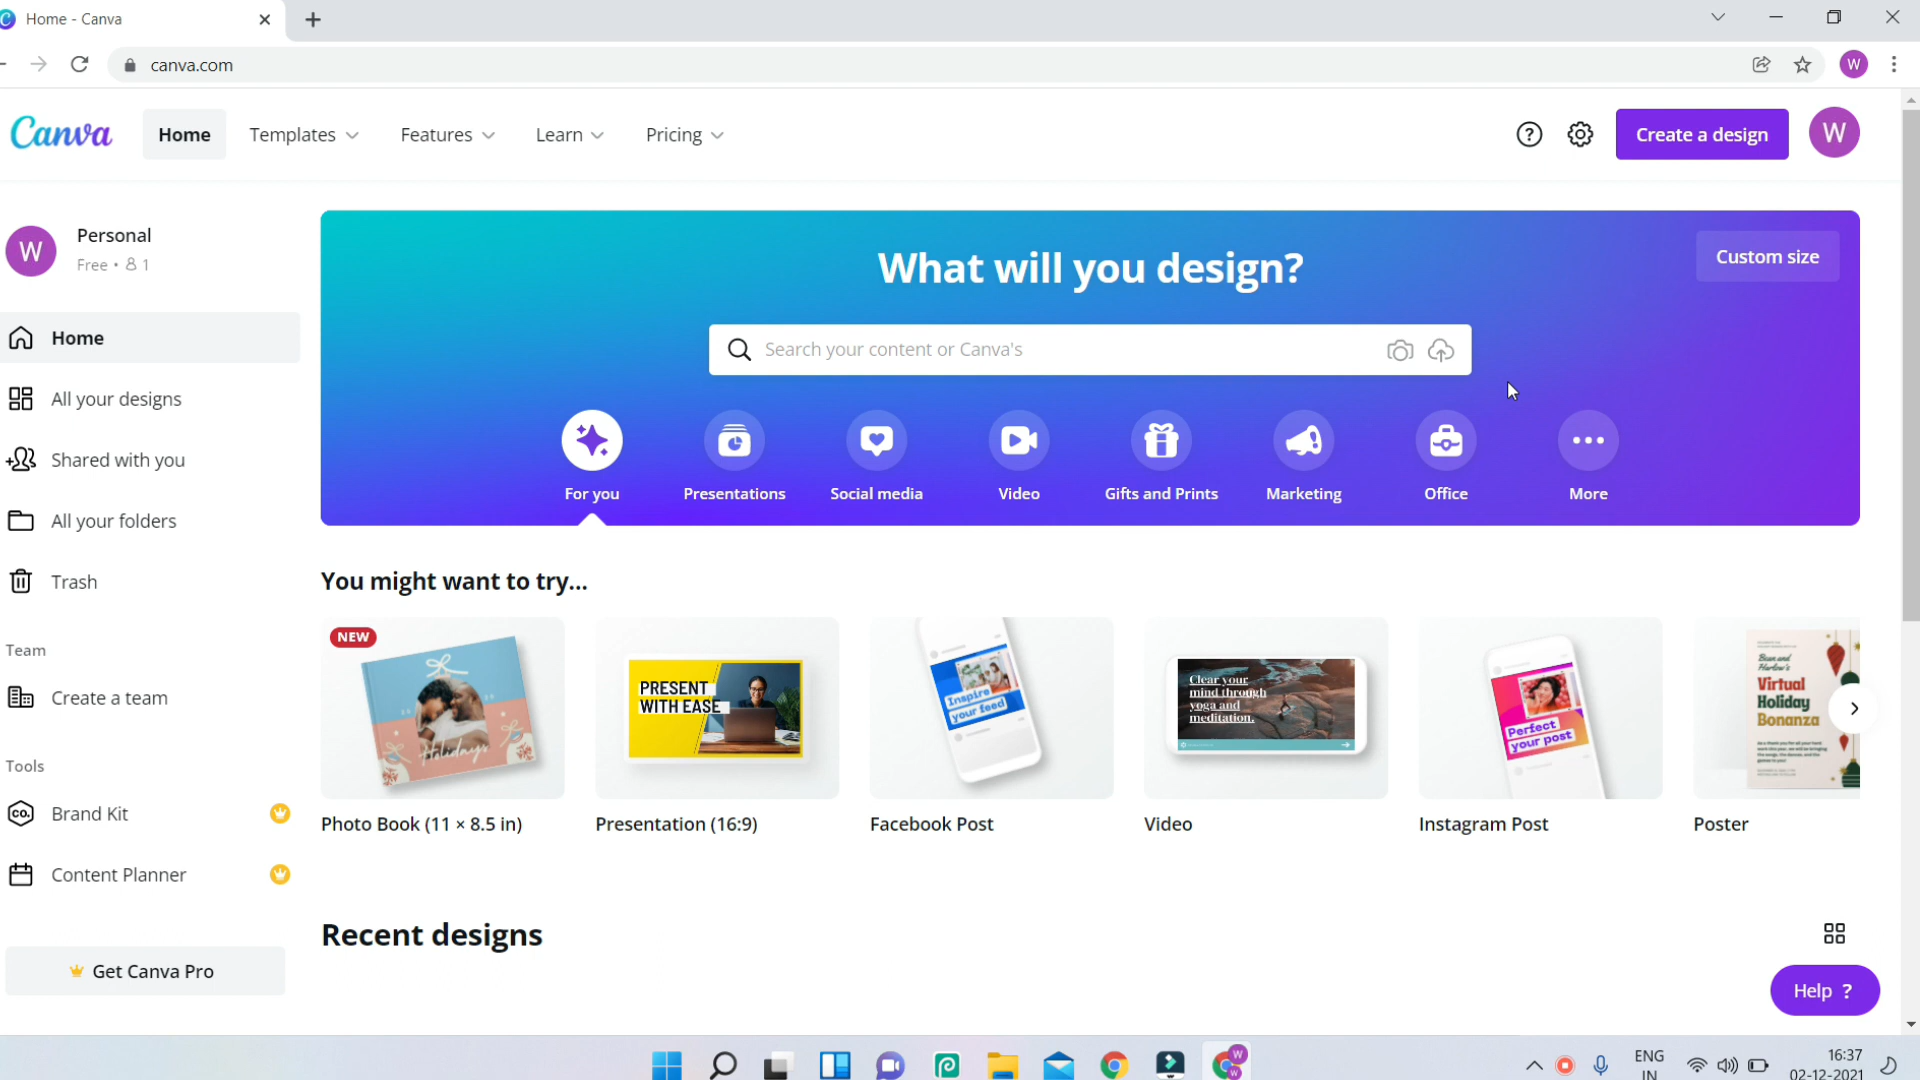 Home - Canva
canva.com
W
Canva
Home
Templates
Features
Learn
Pricing
?
Create a design
W
W
Personal
Free • 1
Home
All your designs
Shared with you
All your folders
Trash
Team
Create a team
Tools
CO.
Brand Kit
Content Planner
Get Canva Pro
What will you design?
Custom size
Search your content or Canva's
For you
Presentations
Social media
Video
Gifts and Prints
Marketing
Office
More
You might want to try...
NEW
Holidays
Photo Book (11 × 8.5 in)
PRESENT
WITH EASE
Presentation (16:9)
Inspire
your feed
Facebook Post
Clear your
mind through
yoga and
meditation.
Video
Perfect
your post
Instagram Post
Bean and
Harlow's
Virtual
Holiday
Bonanza
Poster
Recent designs
Help ?
W
W
ENG
IN
16:37
02-12-2021